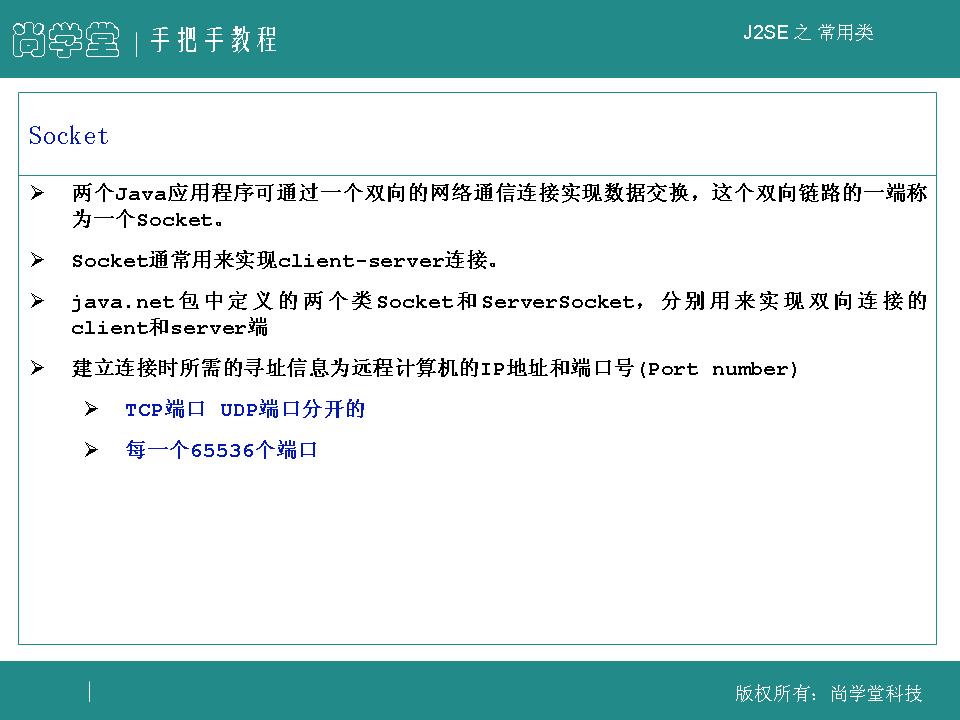 尚学堂 | 手把手教程
J2SE 之 常用类
Socket
两个Java应用程序可通过一个双向的网络通信连接实现数据交换，这个双向链路的一端称
为一个Socket。
Socket通常用来实现client-server连接。
java.net包中定义的两个类Socket和ServerSocket，分别用来实现双向连接的
client和server端
建立连接时所需的寻址信息为远程计算机的IP地址和端口号(Port number)
TCP端口 UDP端口分开的
每一个65536个端口
版权所有：尚学堂科技